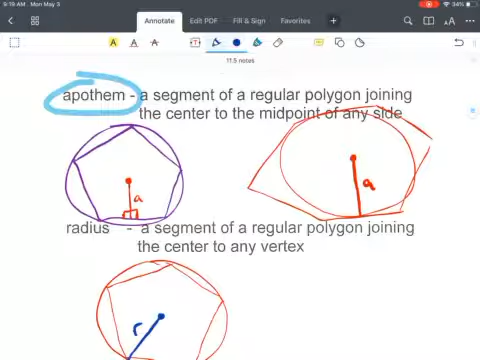 9:19 AM Mon May 3
34%
Annotate
Edit PDF
Fill & Sign
Favorites
11.5 notes
apothem - a segment of a regular polygon joining
the center to the midpoint of any side
a
a
radius - a segment of a regular polygon joining
the center to any vertex
r